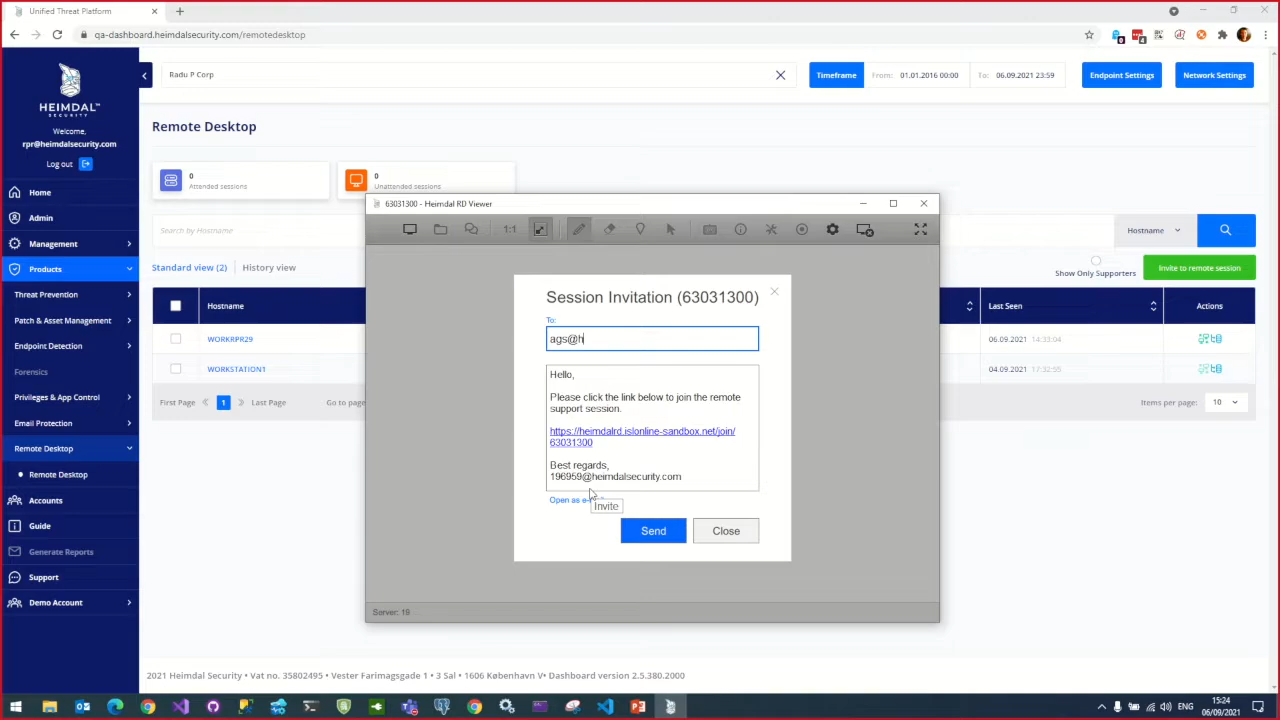 Unified Threat Platform
qa-dashboard.heimdalsecurity.com/remotedesktop
HEIMDAL™
SECURITY
Welcome,
rpr@heimdalsecurity.com
Log out
Home
Admin
Management
Products
Threat Prevention
Patch & Asset Management
Endpoint Detection
Forensics
Privileges & App Control
Email Protection
Remote Desktop
Remote Desktop
Accounts
Guide
Generate Reports
Support
Demo Account
Radu P Corp
Timeframe From: 01.01.2016 00:00 To: 06.09.2021 23:59
Endpoint Settings
Network Settings
Remote Desktop
0
Attended sessions
0
Unattended sessions
Search by Hostname
Hostname
Standard view (2) History view
Show Only Supporters
Invite to remote session
Hostname Last Seen Actions
WORKRPR29 06.09.2021 14:33:04
WORKSTATION1 04.09.2021 17:32:55
First Page 1 Last Page Go to page
Items per page: 10
63031300 - Heimdal RD Viewer
1:1
Session Invitation (63031300)
To:
ags@h
Hello,
Please click the link below to join the remote
support session.
https://heimdalrd.islonline-sandbox.net/join/
63031300
Best regards,
196959@heimdalsecurity.com
Open as e-
Invite
Send Close
Server: 19
2021 Heimdal Security • Vat no. 35802495 • Vester Farimagsgade 1 • 3 Sal • 1606 København V• Dashboard version 2.5.380.2000
ENG
15:24
06/09/2021